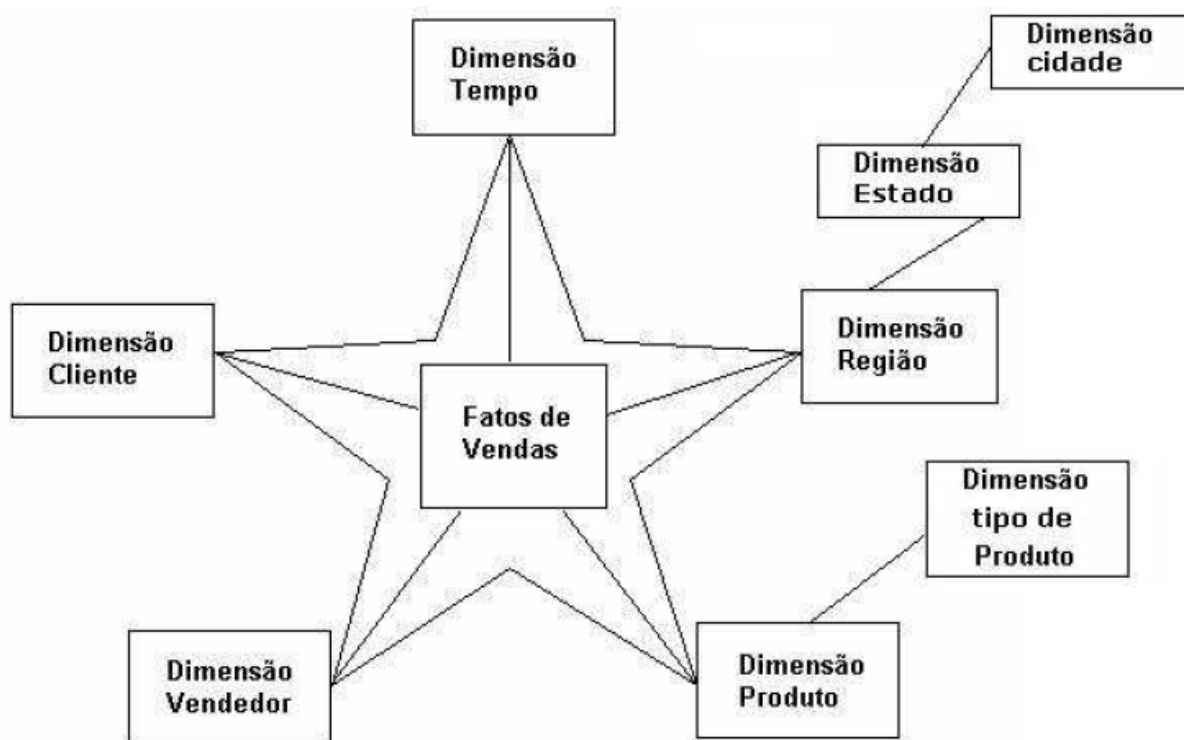 Dimensão
Tempo
Dimensão
cidade
Dimensão
Estado
Dimensão
Cliente
Dimensão
Região
Fatos de
Vendas
Dimensão
tipo de
Produto
Dimensão
Vendedor
Dimensão
Produto